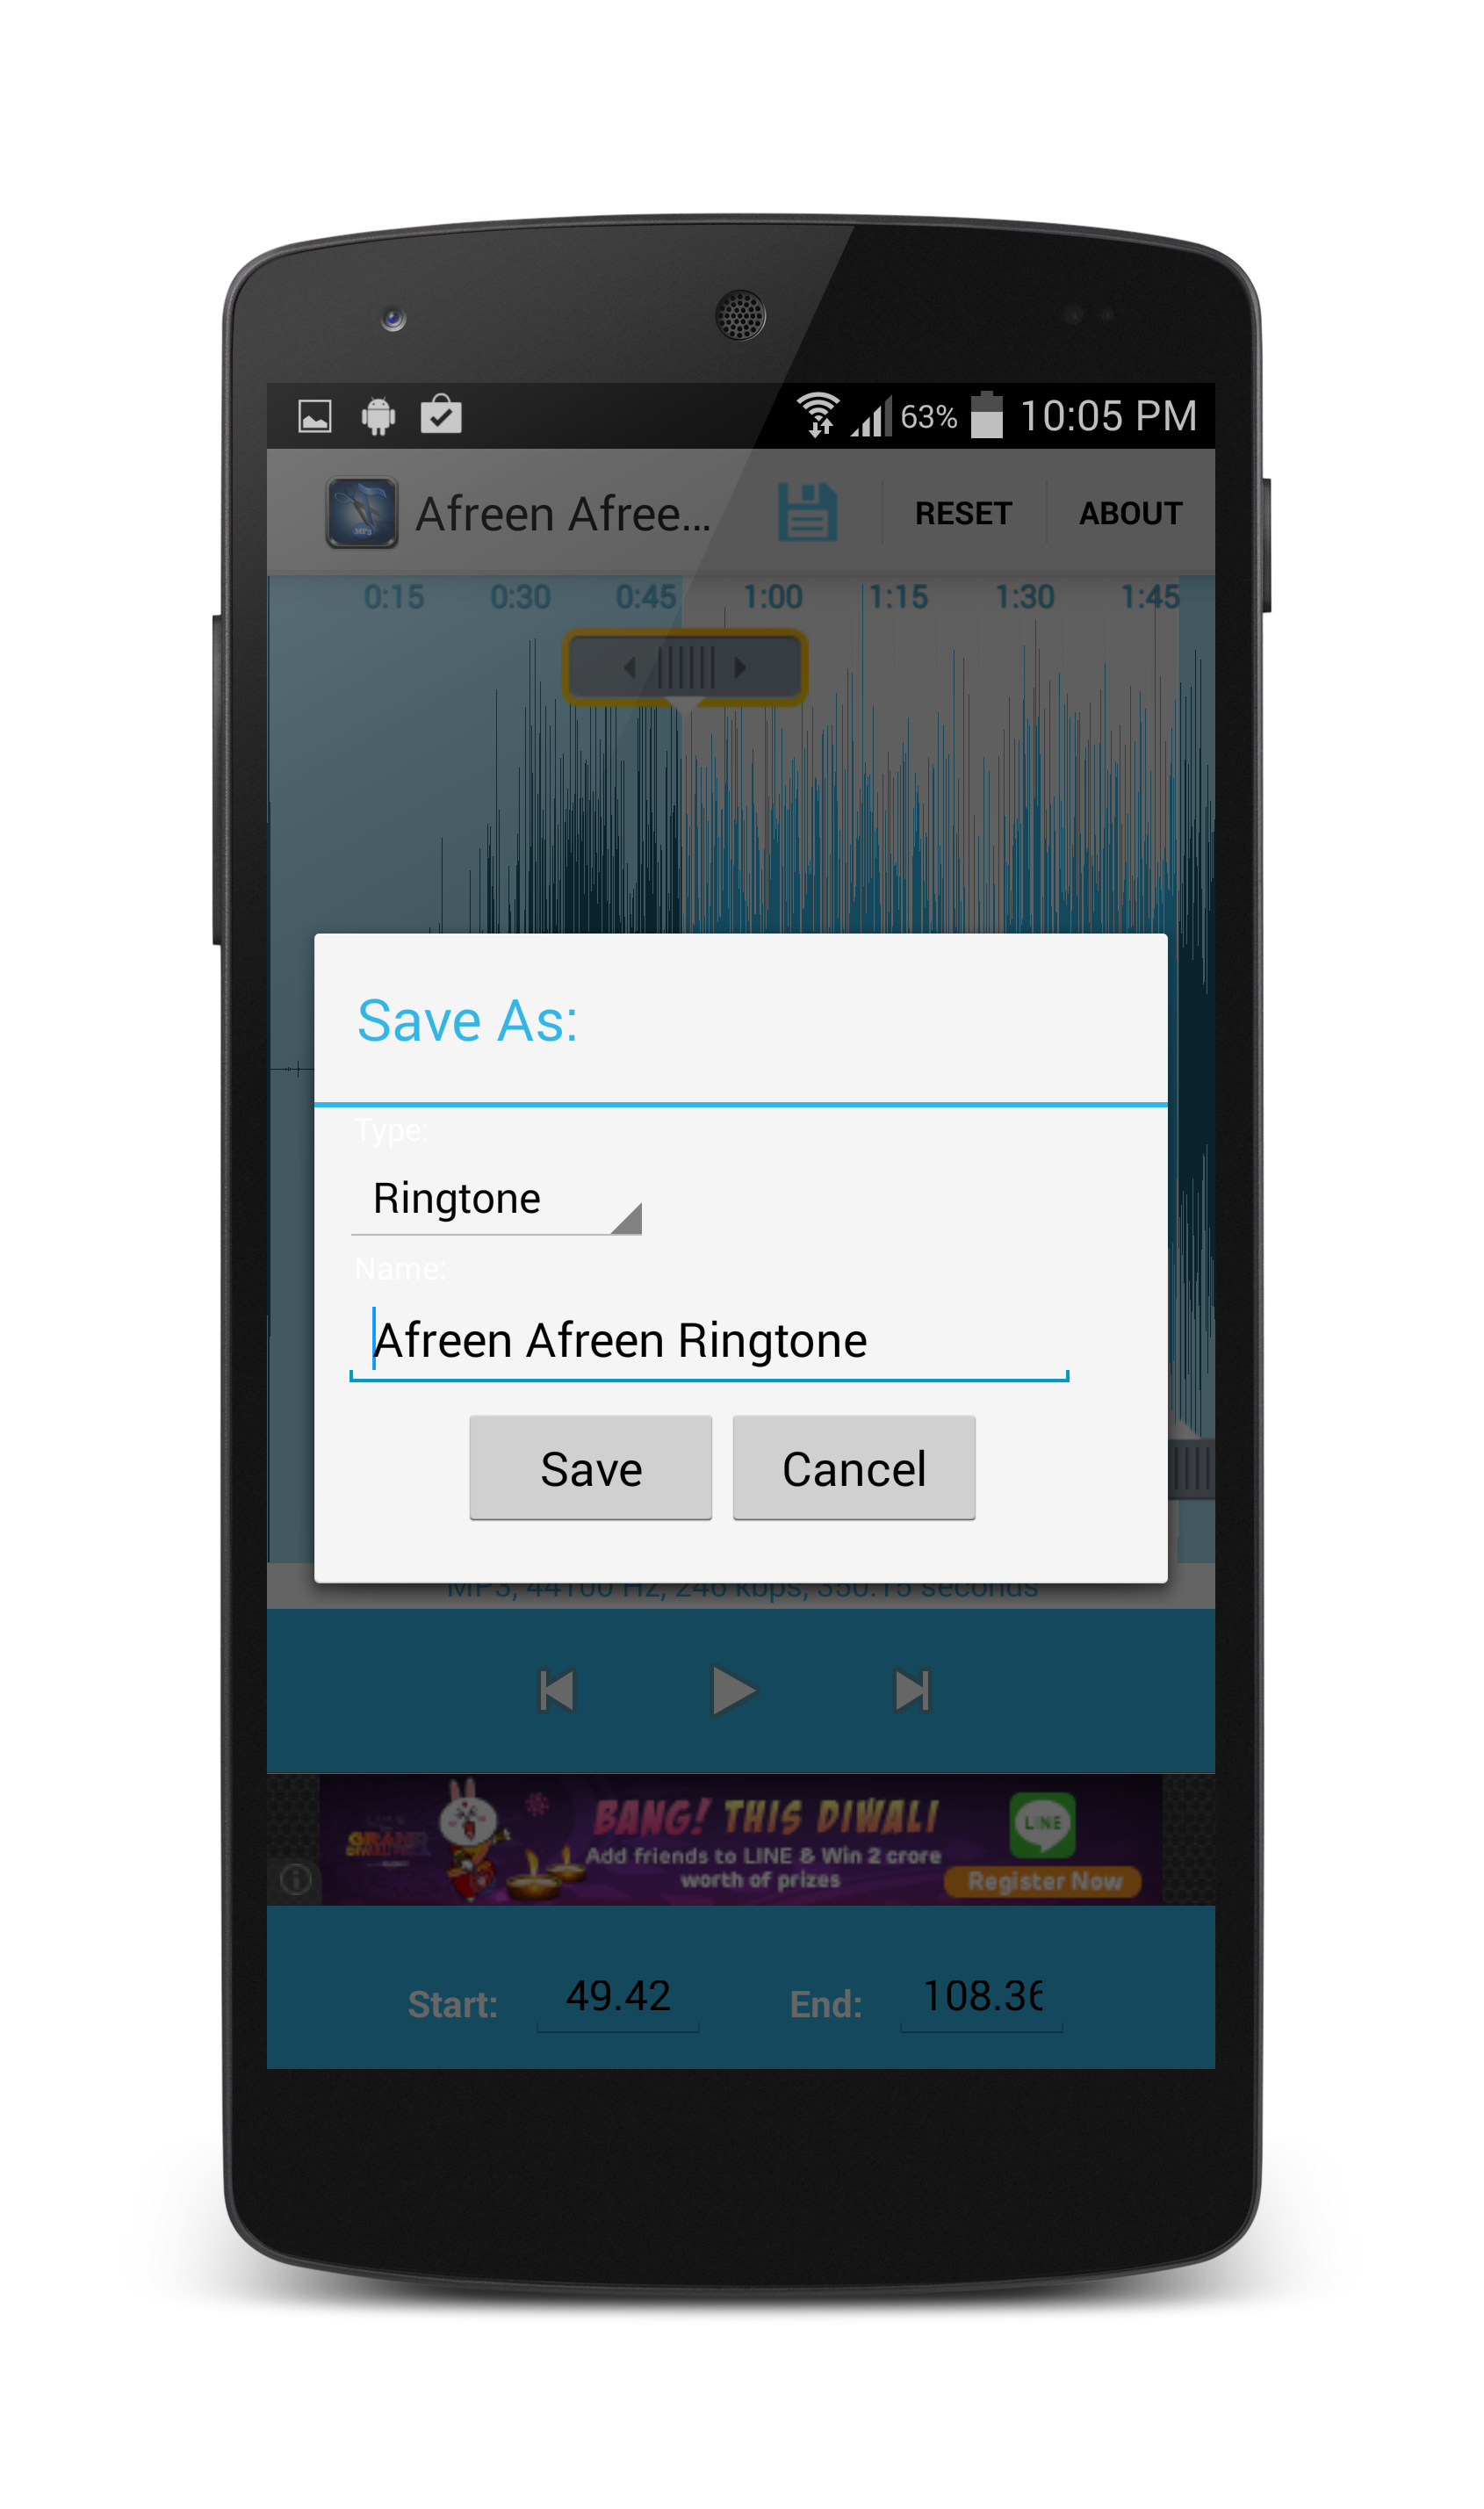 63% 10:05 PM
MP3
Afreen Afree...
RESET
ABOUT
0:15 0:30 0:45 1:00 1:15 1:30 1:45
Save As:
Type:
Ringtone
Name:
Afreen Afreen Ringtone
Save
Cancel
MP3, 44100 Hz, 246 kbps, 350.15 seconds
BANG! THIS DIWALI
Add friends to LINE & Win 2 crore
worth of prizes
LINE
Register Now
Start: 49.42 End: 108.36